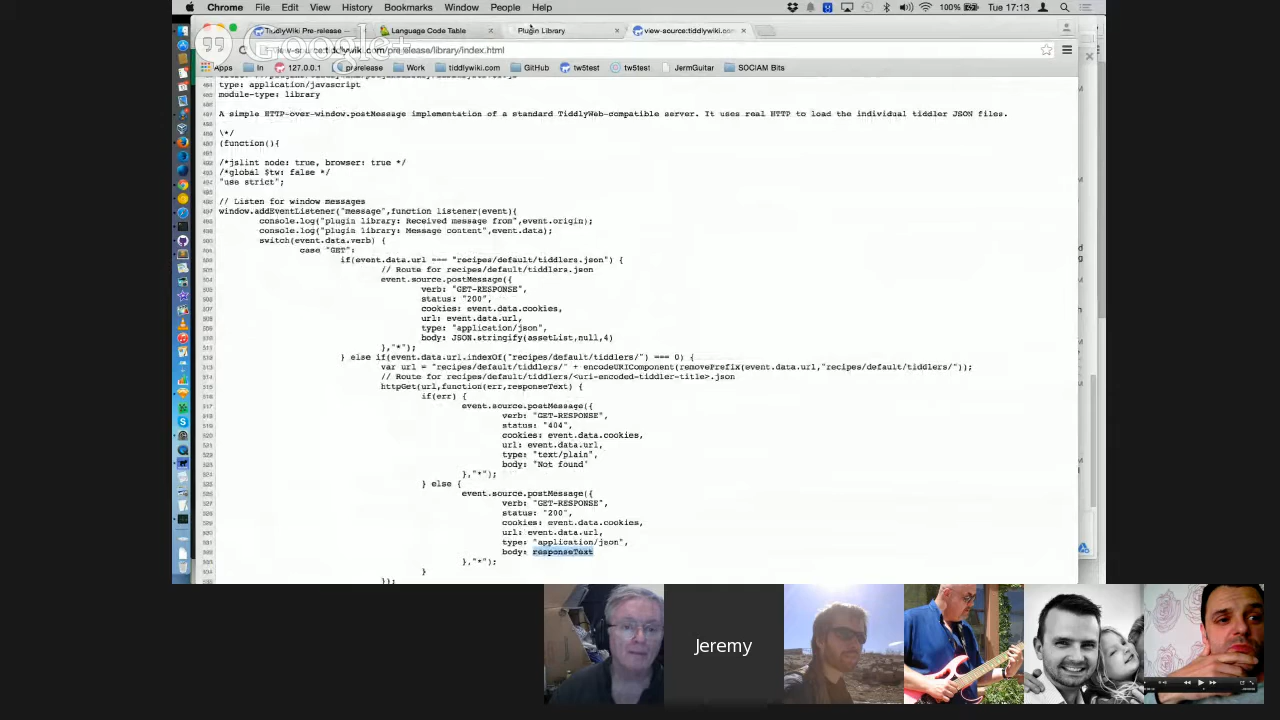 Chrome File Edit View History Bookmarks Window People Help 100% Tue 17:13
TiddlyWiki Pre-release — Language Code Table Plugin Library view-source:tiddlywiki.com/
Google+
view-source:tiddlywiki.com/prerelease/library/index.html
Apps In 127.0.0.1 prerelease Work tiddlywiki.com GitHub tw5test tw5test JermGuitar SOCIAM Bits
type: application/javascript
module-type: library
A simple HTTP-over-window.postMessage implementation of a standard TiddlyWeb-compatible server. It uses real HTTP to load the individual tiddler JSON files.
\*/
(function(){
/*jslint node: true, browser: true */
/*global $tw: false */
"use strict";
// Listen for window messages
window.addEventListener("message",function listener(event){
console.log("plugin library: Received message from",event.origin);
console.log("plugin library: Message content",event.data);
switch(event.data.verb) {
case "GET":
if(event.data.url === "recipes/default/tiddlers.json") {
// Route for recipes/default/tiddlers.json
event.source.postMessage({
verb: "GET-RESPONSE",
status: "200",
cookies: event.data.cookies,
url: event.data.url,
type: "application/json",
body: JSON.stringify(assetList,null,4)
},"*");
} else if(event.data.url.indexOf("recipes/default/tiddlers/") === 0) {
var url = "recipes/default/tiddlers/" + encodeURIComponent(removePrefix(event.data.url,"recipes/default/tiddlers/"));
// Route for recipes/default/tiddlers/<uri-encoded-tiddler-title>.json
httpGet(url,function(err,responseText) {
if(err) {
event.source.postMessage({
verb: "GET-RESPONSE",
status: "404",
cookies: event.data.cookies,
url: event.data.url,
type: "text/plain",
body: "Not found"
},"*");
} else {
event.source.postMessage({
verb: "GET-RESPONSE",
status: "200",
cookies: event.data.cookies,
url: event.data.url,
type: "application/json",
body: responseText
},"*");
}
});
Jeremy